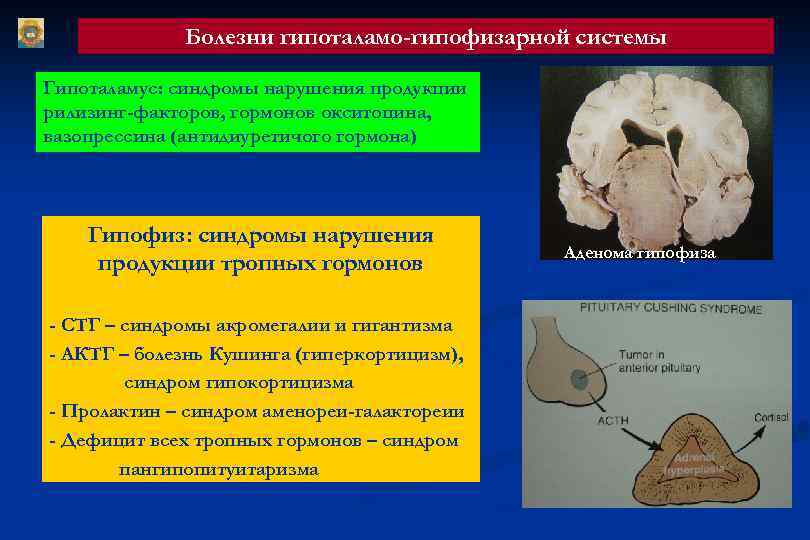 Болезни гипоталамо-гипофизарной системы
Гипоталамус: синдромы нарушения продукции
рилизинг-факторов, гормонов окситоцина,
вазопрессина (антидиуретичого гормона)
Гипофиз: синдромы нарушения
продукции тропных гормонов
- СТГ – синдромы акромегалии и гигантизма
- АКТГ – болезнь Кушинга (гиперкортицизм),
синдром гипокортицизма
- Пролактин – синдром аменореи-галактореии
- Дефицит всех тропных гормонов – синдром
пангипопитуитаризма
Аденома гипофиза
PITUITARY CUSHING SYNDROME
Tumor in
anterior pituitary
ACTH
Cortisol
Adrenal
hyperplasia